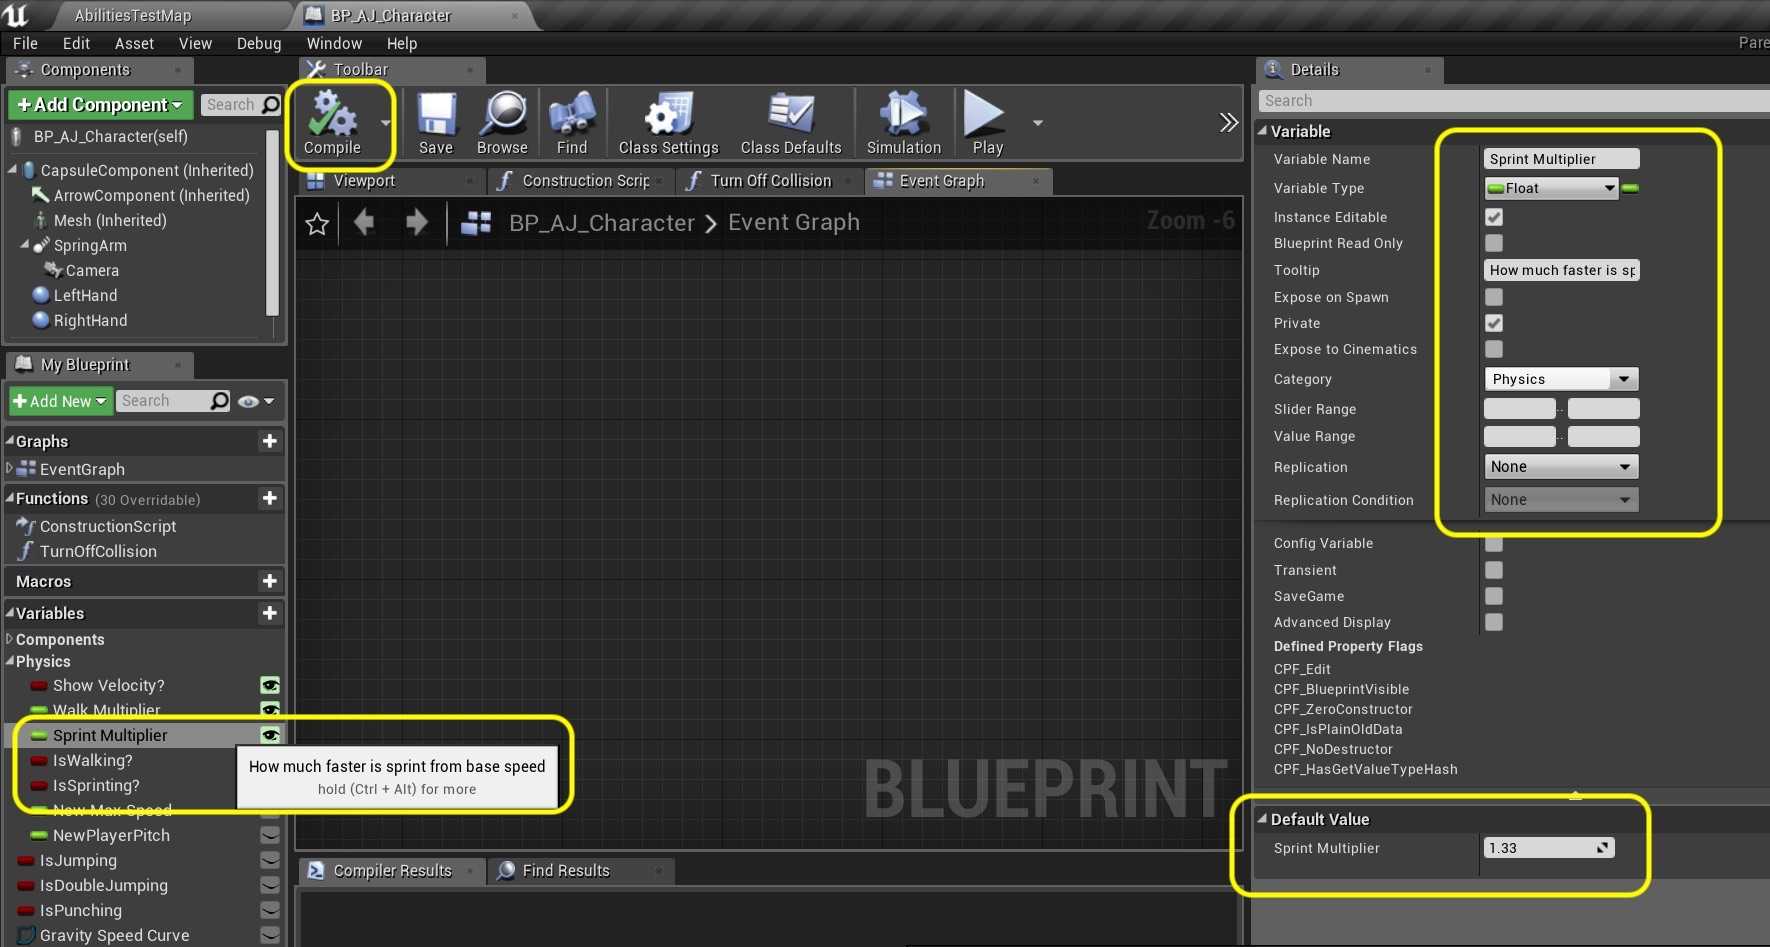 AbilitiesTestMap
BP_AJ_Character
File Edit Asset View Debug Window Help
Pare
Components
Toolbar
Details
+Add Component
Search
Compile
Save
Browse
Find
Class Settings
Class Defaults
Simulation
Play
Search
BP_AJ_Character(self)
CapsuleComponent (Inherited)
ArrowComponent (Inherited)
Mesh (Inherited)
SpringArm
Camera
LeftHand
RightHand
Viewport
Construction Scrip
Turn Off Collision
Event Graph
BP_AJ_Character > Event Graph
Zoom -6
My Blueprint
+Add New
Search
Graphs
EventGraph
Functions (30 Overridable)
ConstructionScript
TurnOffCollision
Macros
Variables
Components
Physics
Show Velocity?
Walk Multiplier
Sprint Multiplier
IsWalking?
IsSprinting?
New Max Speed
NewPlayerPitch
IsJumping
IsDoubleJumping
IsPunching
Gravity Speed Curve
How much faster is sprint from base speed
hold (Ctrl + Alt) for more
BLUEPRINT
Compiler Results
Find Results
Variable
Variable Name Sprint Multiplier
Variable Type Float
Instance Editable
Blueprint Read Only
Tooltip How much faster is sp
Expose on Spawn
Private
Expose to Cinematics
Category Physics
Slider Range ..
Value Range ..
Replication None
Replication Condition None
Config Variable
Transient
SaveGame
Advanced Display
Defined Property Flags
CPF_Edit
CPF_BlueprintVisible
CPF_ZeroConstructor
CPF_IsPlainOldData
CPF_NoDestructor
CPF_HasGetValueTypeHash
Default Value
Sprint Multiplier 1.33